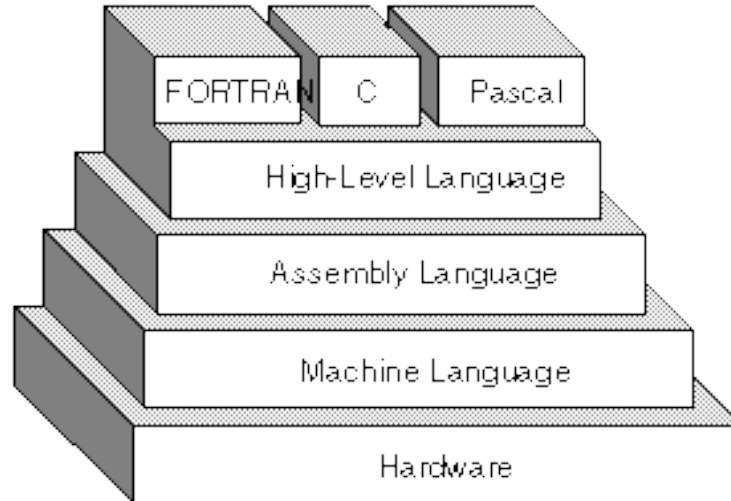 FORTRAN C Pascal
High-Level Language
Assembly Language
Machine Language
Hardware